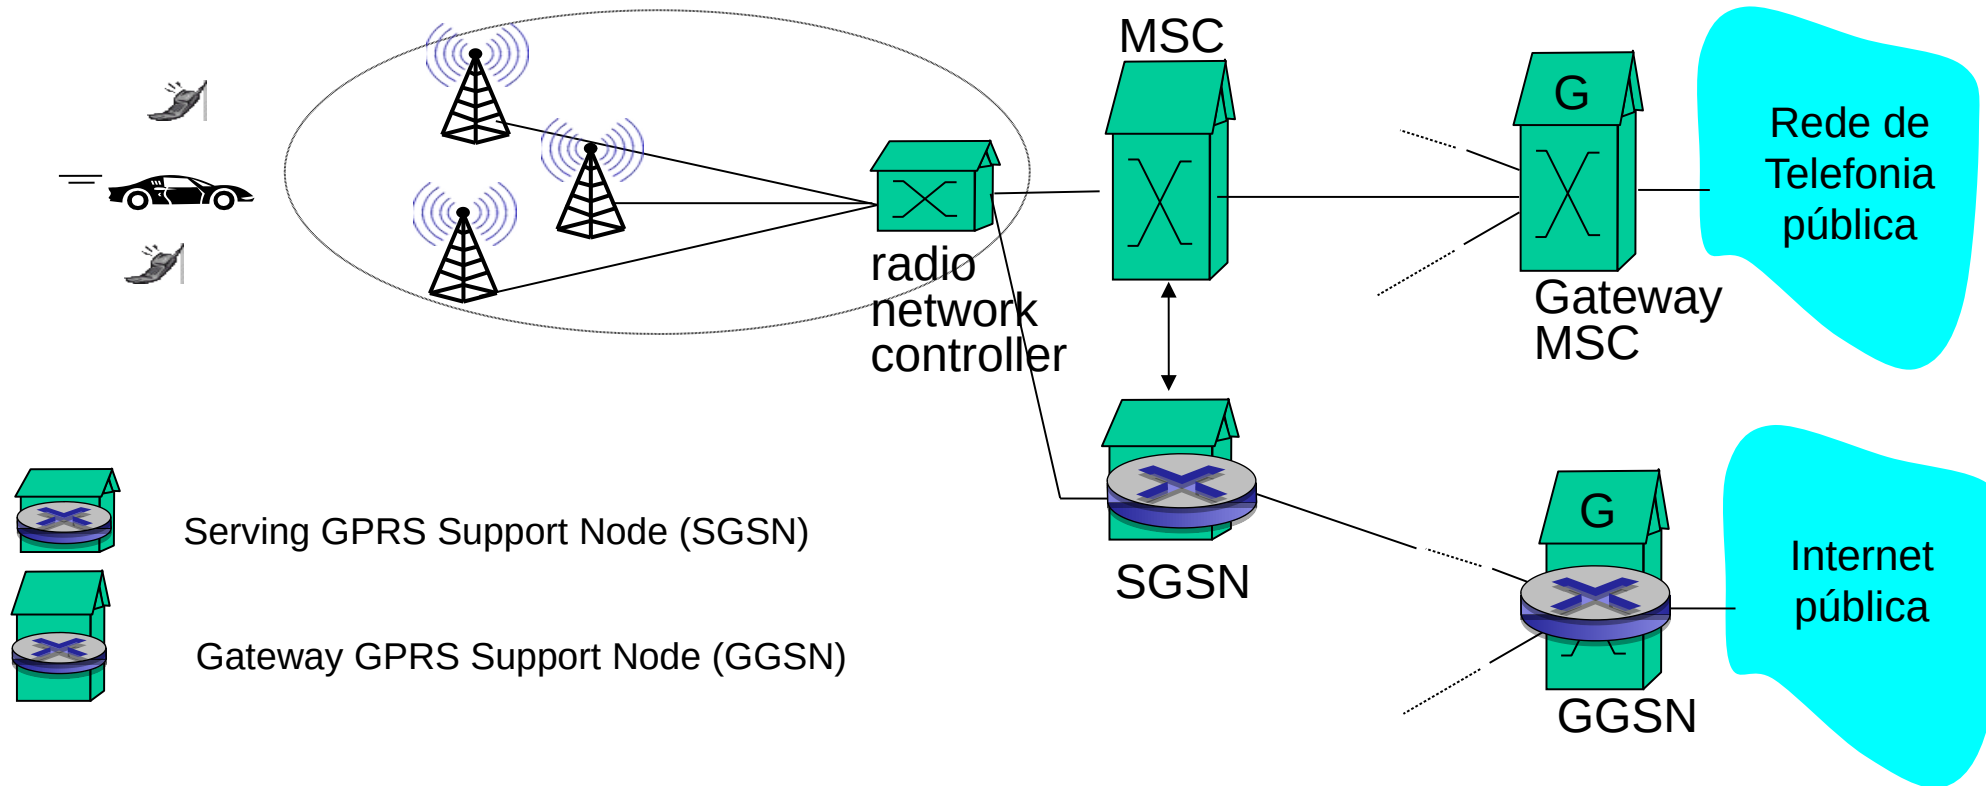 MSC
G
Rede de
Telefonia
pública
radio
network
controller
Gateway
MSC
Serving GPRS Support Node (SGSN)
SGSN
G
Internet
pública
Gateway GPRS Support Node (GGSN)
GGSN